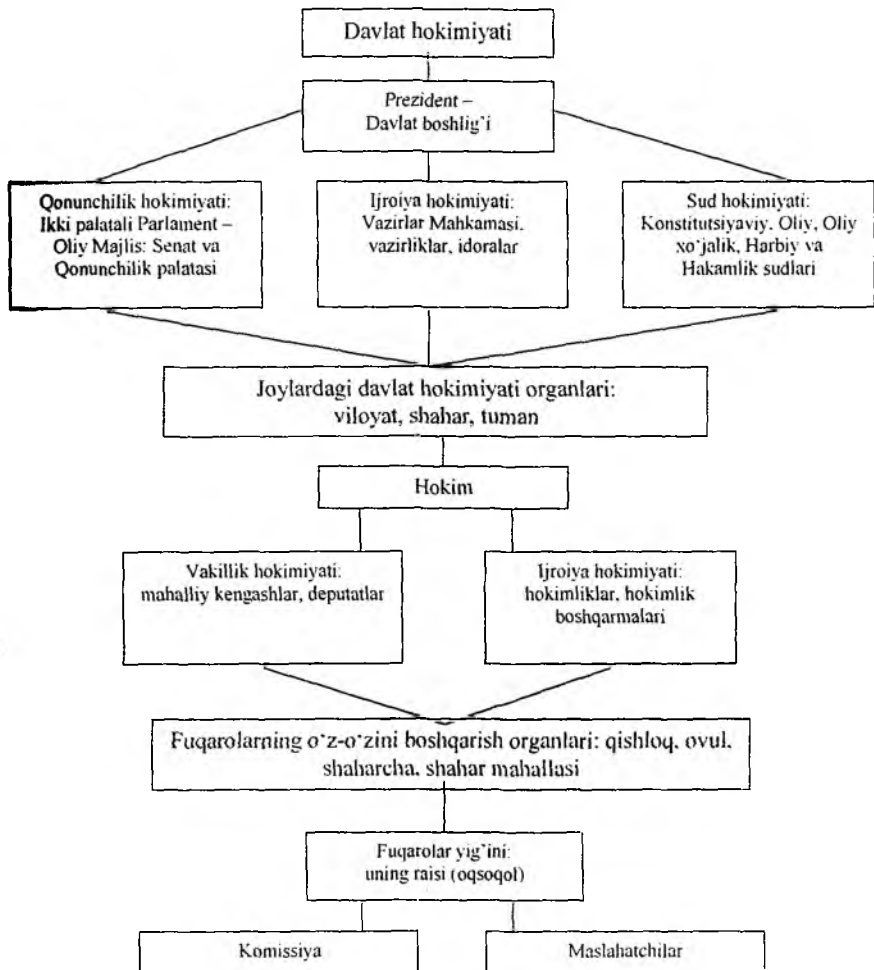 Davlat hokimiyati
Prezident –
Davlat boshlig`i
Qonunchilik hokimiyati:
Ikki palatali Parlament –
Oliy Majlis: Senat va
Qonunchilik palatasi
Ijroiya hokimiyati:
Vazirlar Mahkamasi,
vazirliklar, idoralar
Sud hokimiyati:
Konstitutsiyaviy, Oliy, Oliy
xo`jalik, Harbiy va
Hakamlik sudlari
Joylardagi davlat hokimiyati organlari:
viloyat, shahar, tuman
Hokim
Vakillik hokimiyati:
mahalliy kengashlar, deputatlar
Ijroiya hokimiyati:
hokimliklar, hokimlik
boshqarmalari
Fuqarolarning o`z-o`zini boshqarish organlari: qishloq, ovul,
shaharcha, shahar mahallasi
Fuqarolar yig`ini:
uning raisi (oqsoqol)
Komissiya
Maslahatchilar